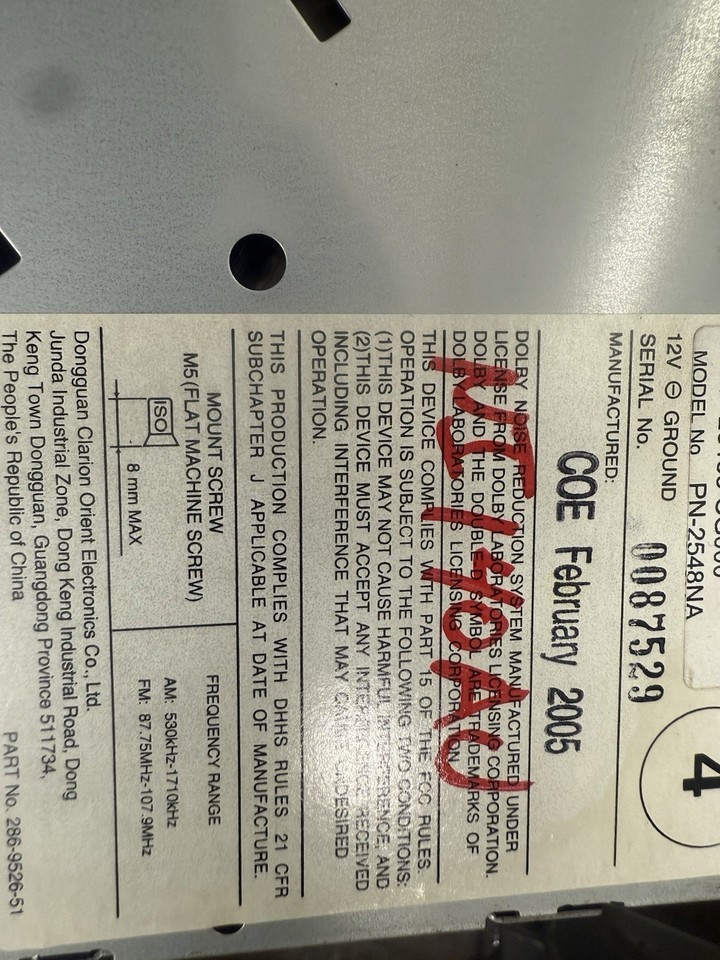 MODEL No. PN-2548NA
12V ⊖ GROUND
SERIAL No. 0087529
4
MANUFACTURED:
COE February 2005
DOLBY NOISE REDUCTION SYSTEM MANUFACTURED UNDER
LICENSE FROM DOLBY LABORATORIES LICENSING CORPORATION.
DOLBY AND THE DOUBLE D SYMBOL ARE TRADEMARKS OF
DOLBY LABORATORIES LICENSING CORPORATION
THIS DEVICE COMPLIES WITH PART 15 OF THE FCC RULES
OPERATION IS SUBJECT TO THE FOLLOWING TWO CONDITIONS:
(1)THIS DEVICE MAY NOT CAUSE HARMFUL INTERFERENCE, AND
(2)THIS DEVICE MUST ACCEPT ANY INTERFERENCE RECEIVED
INCLUDING INTERFERENCE THAT MAY CAUSE UNDESIRED
OPERATION.
THIS PRODUCTION COMPLIES WITH DHHS RULES 21 CFR
SUBCHAPTER J APPLICABLE AT DATE OF MANUFACTURE.
MOUNT SCREW
M5(FLAT MACHINE SCREW)
ISO
8 mm MAX
FREQUENCY RANGE
AM: 530kHz-1710kHz
FM: 87.75MHz-107.9MHz
Dongguan Clarion Orient Electronics Co., Ltd.
Junda Industrial Zone, Dong Keng Industrial Road, Dong
Keng Town Dongguan, Guangdong Province 511734,
The People's Republic of China
PART No. 286-9526-51